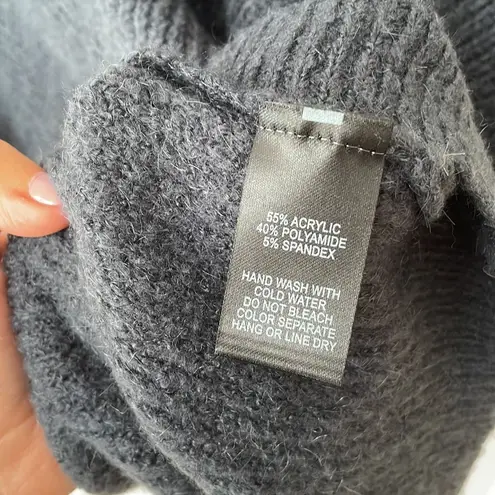 55% ACRYLIC
40% POLYAMIDE
5% SPANDEX
HAND WASH WITH
COLD WATER
DO NOT BLEACH
COLOR SEPARATE
HANG OR LINE DRY